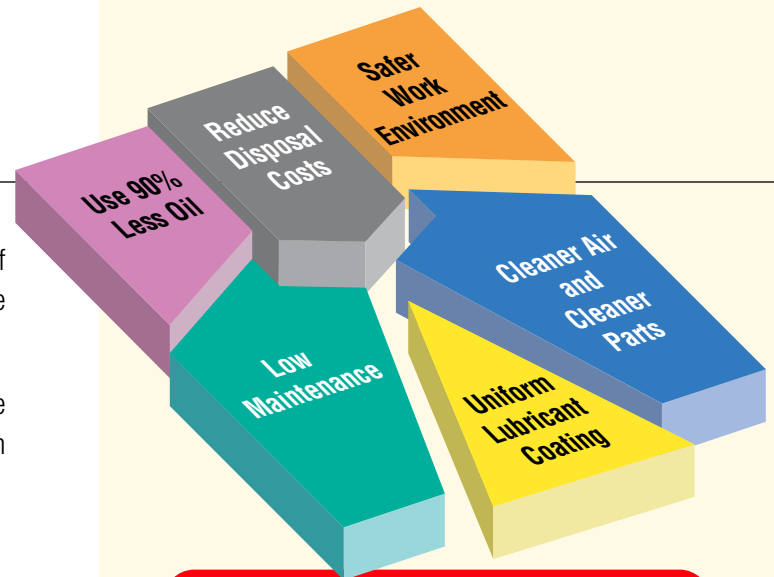 Safer
Work
Environment
Reduce
Disposal
Costs
Use 90%
Less Oil
Cleaner Air
and
Cleaner
Parts
Low
Maintenance
Uniform
Lubricant
Coating